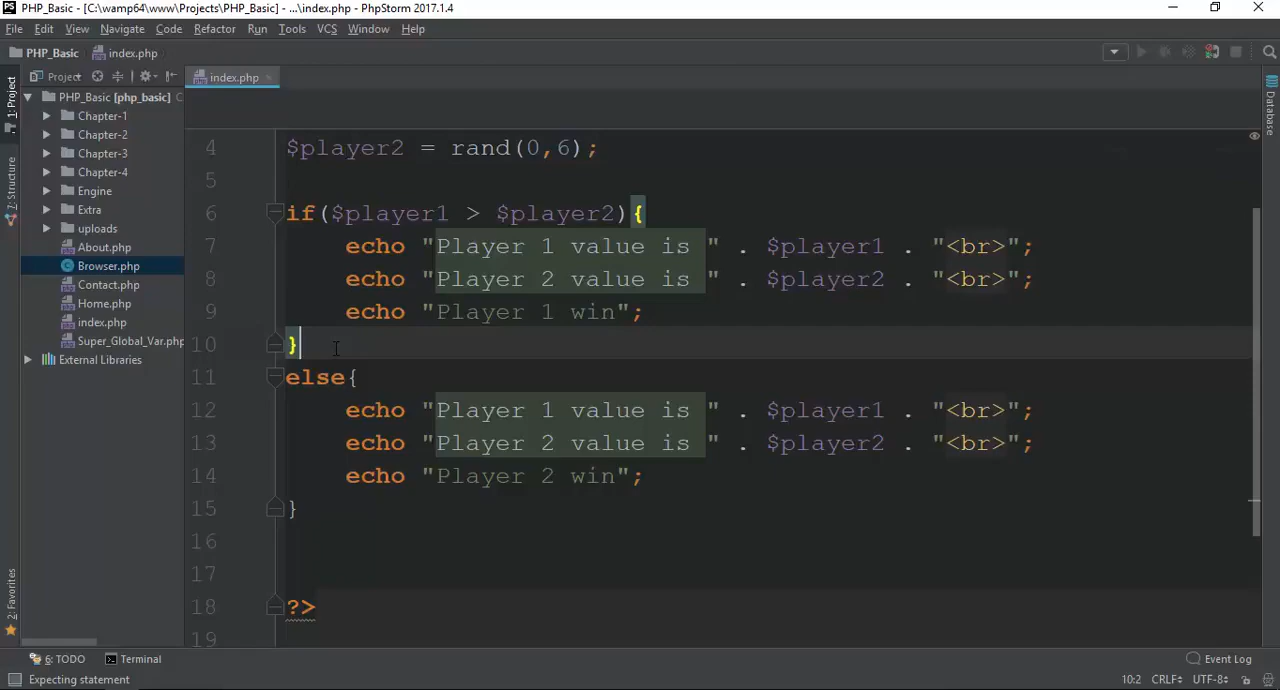 PHP_Basic - [C:\wamp64\www\Projects\PHP_Basic] - ...\index.php - PhpStorm 2017.1.4
File Edit View Navigate Code Refactor Run Tools VCS Window Help
PHP_Basic index.php
1: Project
Project
index.php
Database
PHP_Basic [php_basic] C
Chapter-1
Chapter-2
Chapter-3
Chapter-4
Engine
Extra
uploads
About.php
Browser.php
Contact.php
Home.php
index.php
Super_Global_Var.php
External Libraries
7: Structure
2: Favorites
4 $player2 = rand(0,6);
5
6 if($player1 > $player2){
7 echo "Player 1 value is " . $player1 . "<br>";
8 echo "Player 2 value is " . $player2 . "<br>";
9 echo "Player 1 win";
10 }
11 else{
12 echo "Player 1 value is " . $player1 . "<br>";
13 echo "Player 2 value is " . $player2 . "<br>";
14 echo "Player 2 win";
15 }
16
17
18 ?>
19
6: TODO Terminal Event Log
Expecting statement 10:2 CRLF UTF-8